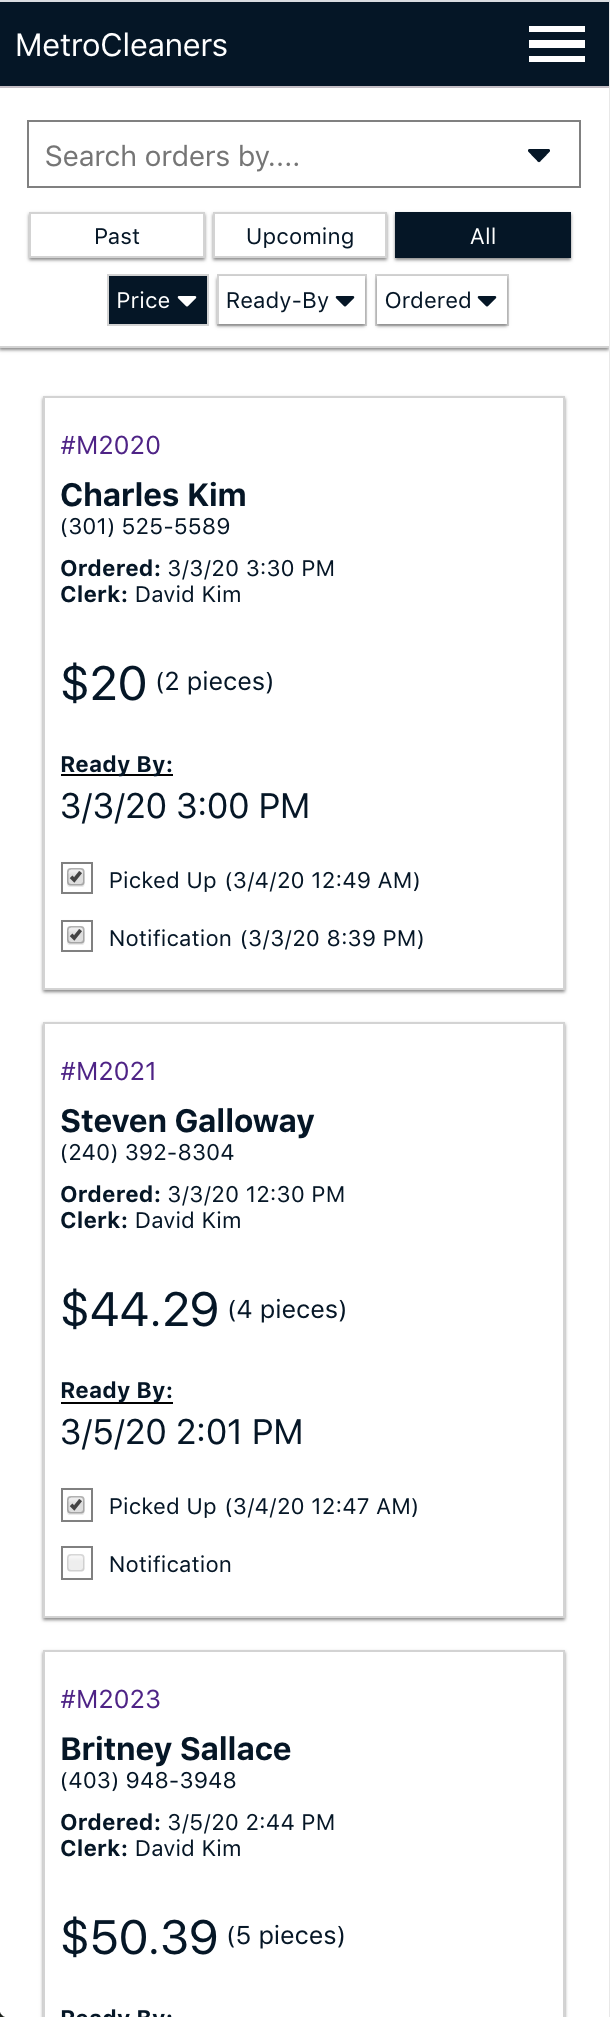 MetroCleaners
Search orders by....
Past Upcoming All
Price Ready-By Ordered
#M2020
Charles Kim
(301) 525-5589
Ordered: 3/3/20 3:30 PM
Clerk: David Kim
$20 (2 pieces)
Ready By:
3/3/20 3:00 PM
Picked Up (3/4/20 12:49 AM)
Notification (3/3/20 8:39 PM)
#M2021
Steven Galloway
(240) 392-8304
Ordered: 3/3/20 12:30 PM
Clerk: David Kim
$44.29 (4 pieces)
Ready By:
3/5/20 2:01 PM
Picked Up (3/4/20 12:47 AM)
Notification
#M2023
Britney Sallace
(403) 948-3948
Ordered: 3/5/20 2:44 PM
Clerk: David Kim
$50.39 (5 pieces)
Ready By: